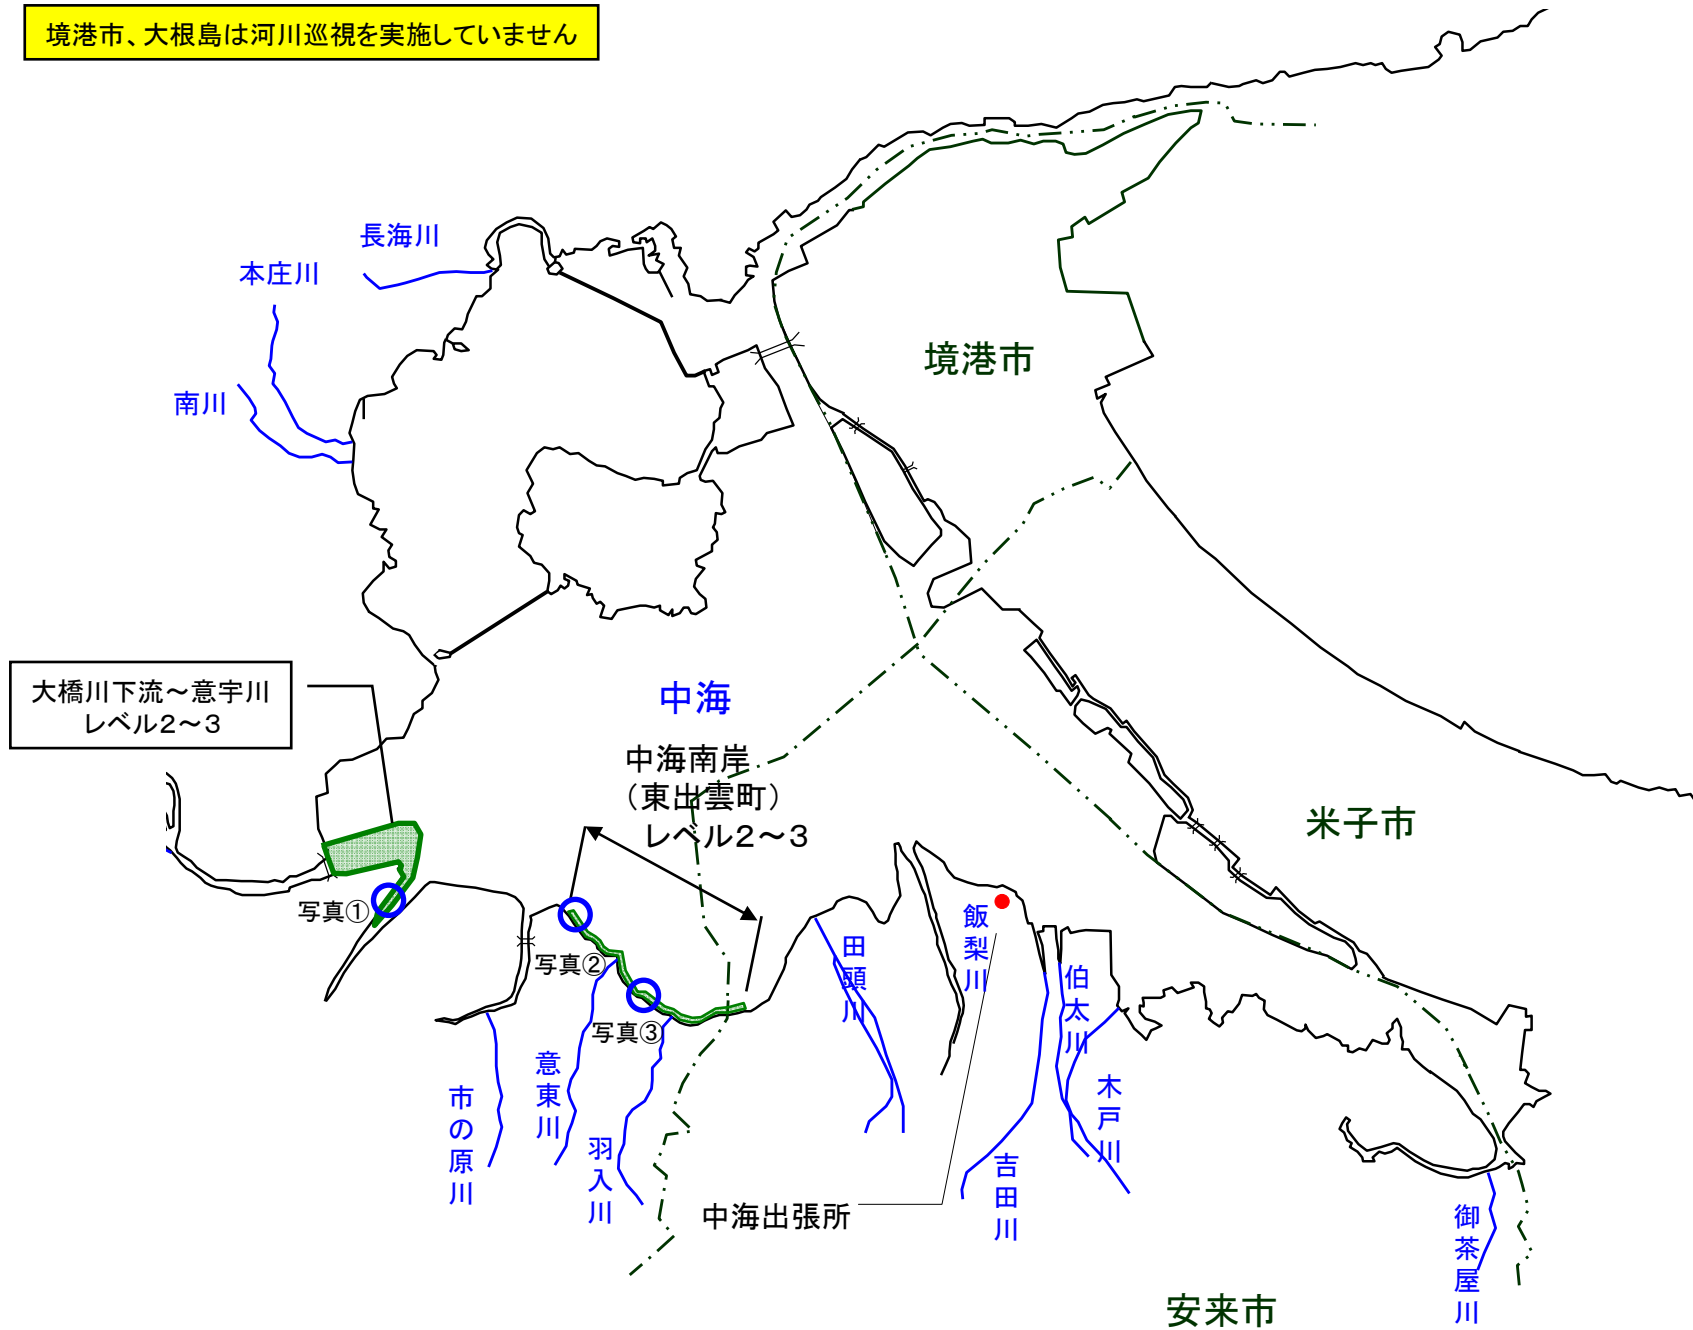 境港市、大根島は河川巡視を実施していません
長海川
本庄川
南川
境港市
大橋川下流～意宇川
レベル2～3
中海
中海南岸
（東出雲町）
レベル2～3
米子市
写真①
写真②
写真③
飯梨川
田頭川
伯太川
木戸川
意東川
市の原川
羽入川
吉田川
中海出張所
御茶屋川
安来市